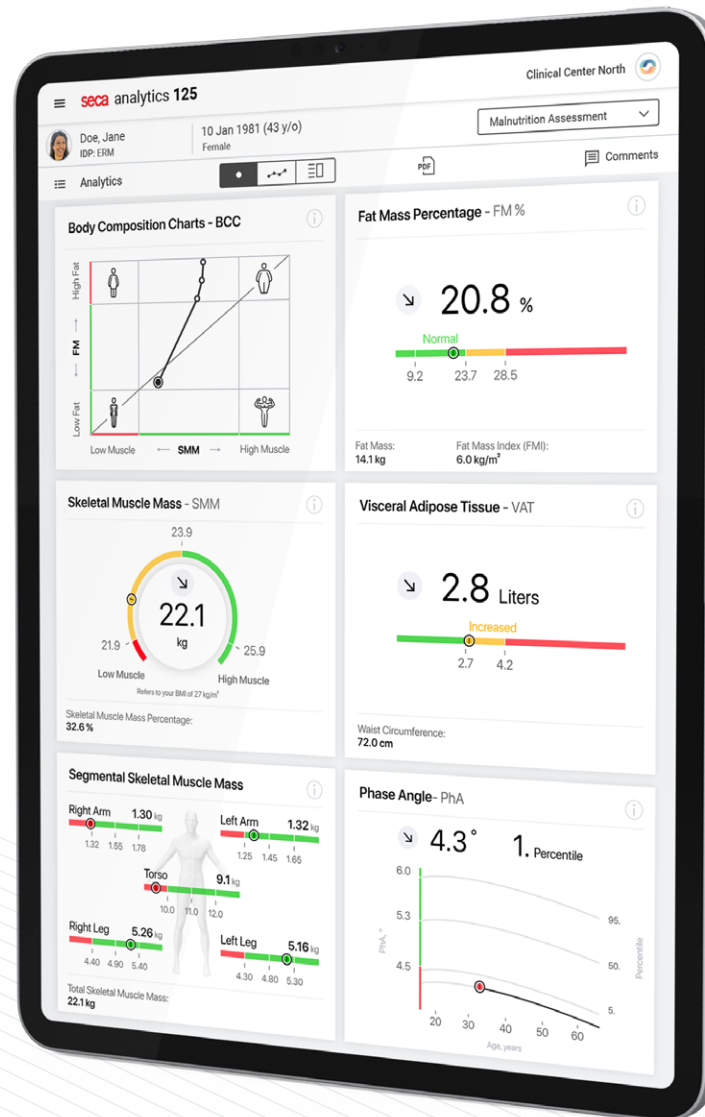 seca analytics 125
Clinical Center North
Doe, Jane
IDP: ERM
10 Jan 1981 (43 y/o)
Female
Malnutrition Assessment
Analytics
PDF
Comments
Body Composition Charts - BCC
High Fat
FM
Low Fat
Low Muscle
SMM
High Muscle
Fat Mass Percentage - FM %
20.8 %
Normal
9.2 23.7 28.5
Fat Mass:
14.1 kg
Fat Mass Index (FMI):
6.0 kg/m²
Skeletal Muscle Mass - SMM
23.9
22.1
kg
21.9
25.9
Low Muscle
High Muscle
Refers to your BMI of 27 kg/m²
Skeletal Muscle Mass Percentage:
32.6 %
Visceral Adipose Tissue - VAT
2.8 Liters
Increased
2.7 4.2
Waist Circumference:
72.0 cm
Segmental Skeletal Muscle Mass
Right Arm 1.30 kg
1.32 1.55 1.78
Left Arm 1.32 kg
1.25 1.45 1.65
Torso 9.1 kg
10.0 11.0 12.0
Right Leg 5.26 kg
4.40 4.90 5.40
Left Leg 5.16 kg
4.30 4.80 5.30
Total Skeletal Muscle Mass:
22.1 kg
Phase Angle- PhA
4.3° 1. Percentile
6.0
5.3
4.5
PhA, °
95.
50.
5.
Percentile
20 30 40 50 60
Age, years